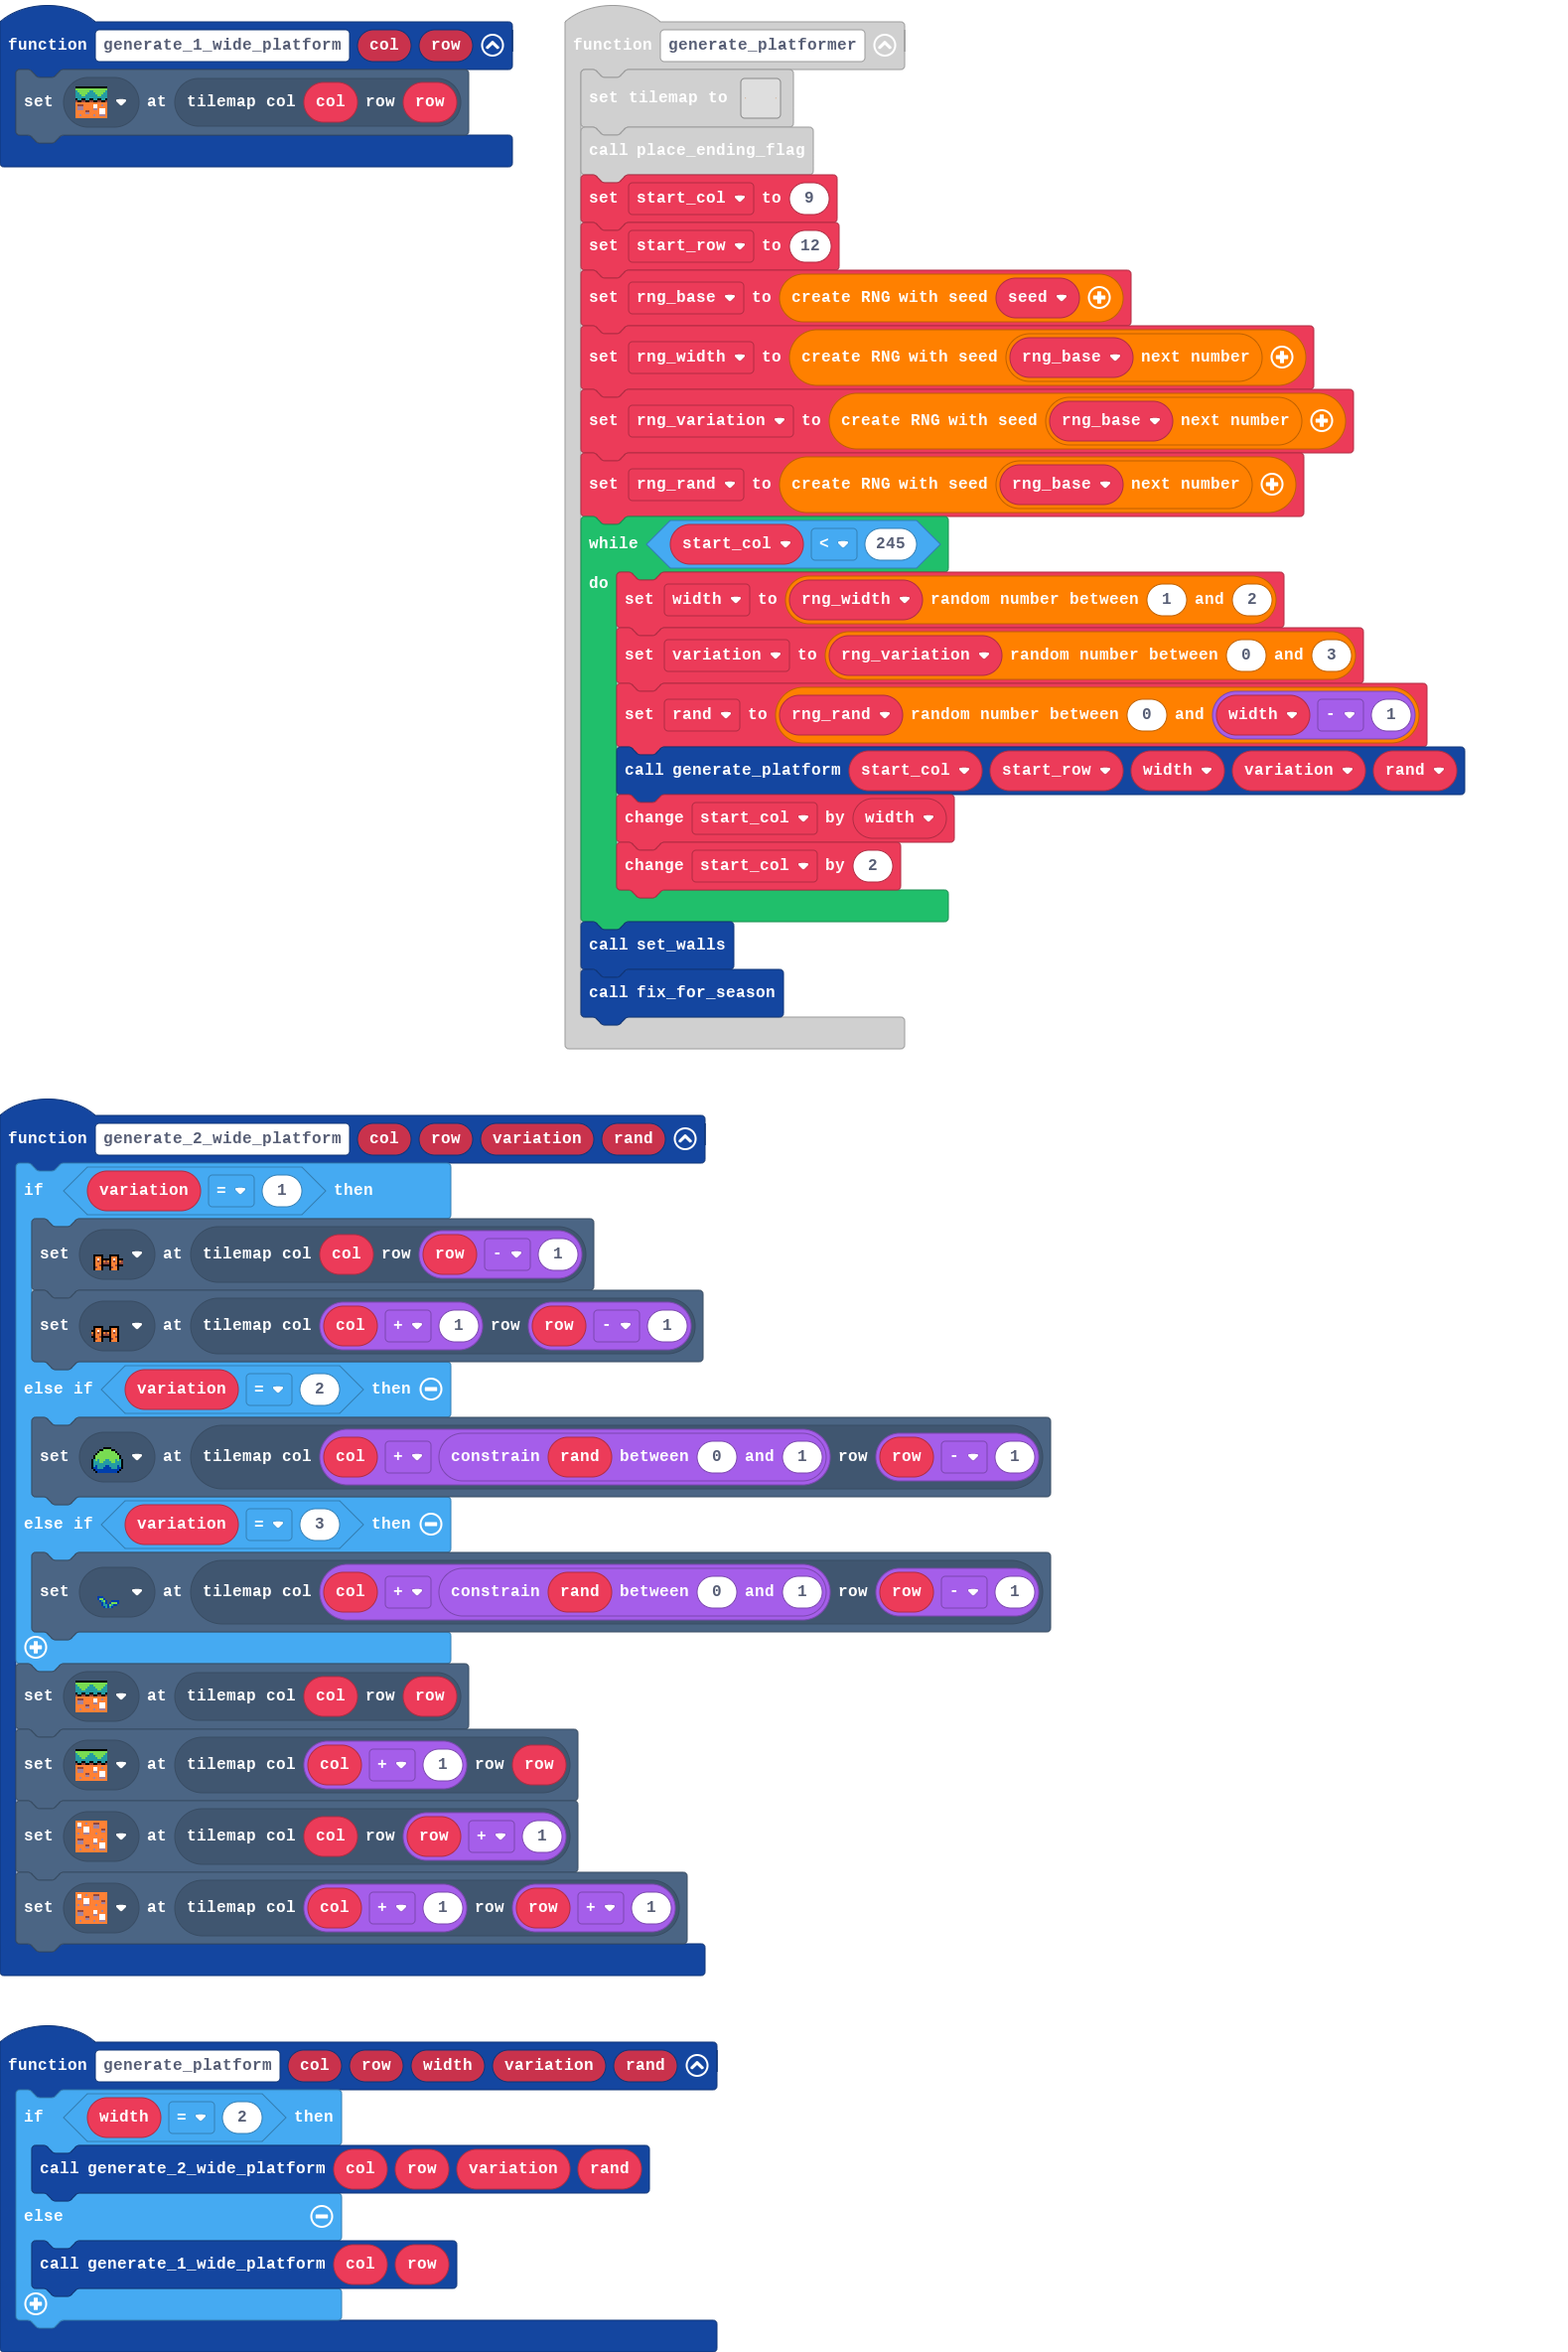 function generate_1_wide_platform col row
set at tilemap col col row row
function generate_platformer
set tilemap to
call place_ending_flag
set start_col to 9
set start_row to 12
set rng_base to create RNG with seed seed
set rng_width to create RNG with seed rng_base next number
set rng_variation to create RNG with seed rng_base next number
set rng_rand to create RNG with seed rng_base next number
while start_col < 245
do
set width to rng_width random number between 1 and 2
set variation to rng_variation random number between 0 and 3
set rand to rng_rand random number between 0 and width - 1
call generate_platform start_col start_row width variation rand
change start_col by width
change start_col by 2
call set_walls
call fix_for_season
function generate_2_wide_platform col row variation rand
if variation = 1 then
set at tilemap col col row row - 1
set at tilemap col col + 1 row row - 1
else if variation = 2 then
set at tilemap col col + constrain rand between 0 and 1 row row - 1
else if variation = 3 then
set at tilemap col col + constrain rand between 0 and 1 row row - 1
set at tilemap col col row row
set at tilemap col col + 1 row row
set at tilemap col col row row + 1
set at tilemap col col + 1 row row + 1
function generate_platform col row width variation rand
if width = 2 then
call generate_2_wide_platform col row variation rand
else
call generate_1_wide_platform col row